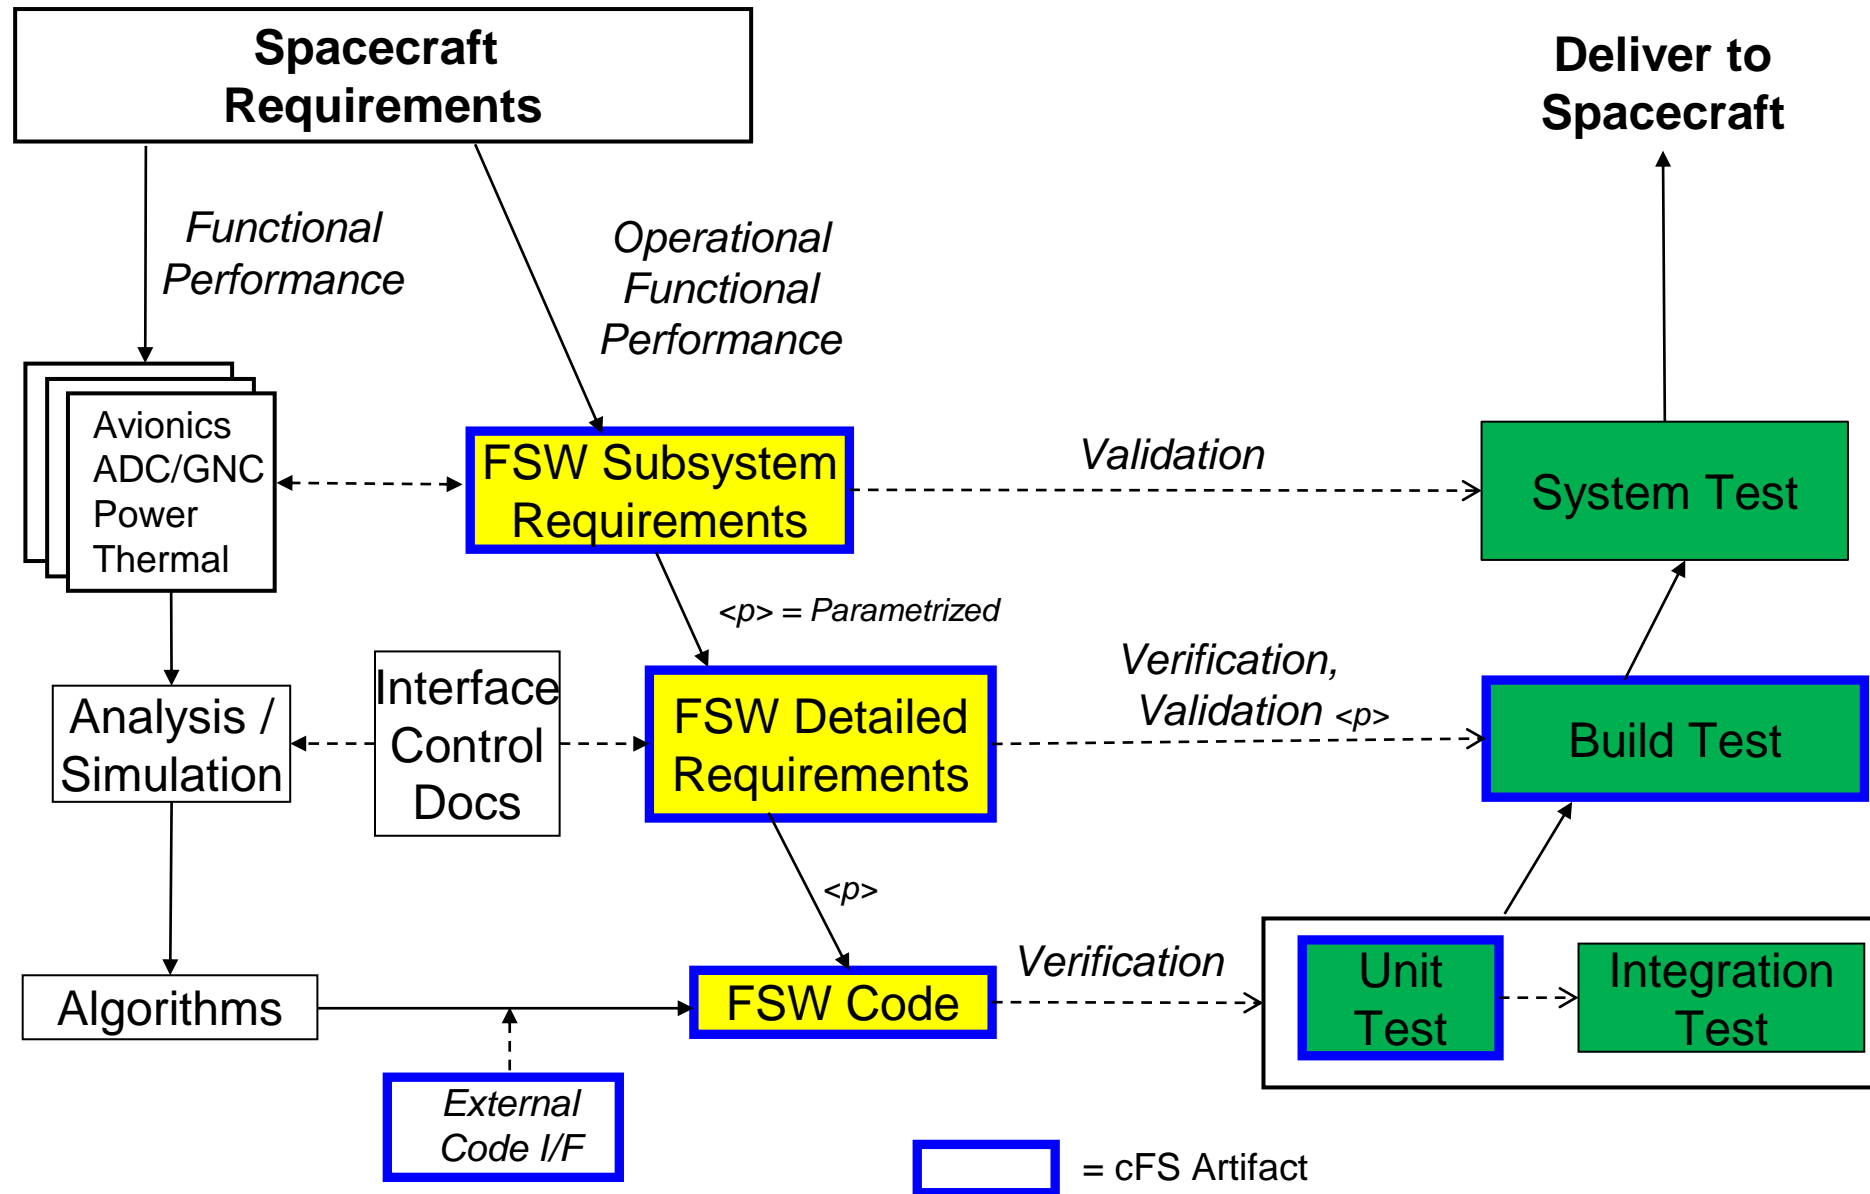 Spacecraft
Requirements
Deliver to
Spacecraft
Functional
Performance
Operational
Functional
Performance
Avionics
ADC/GNC
Power
Thermal
FSW Subsystem
Requirements
Validation
System Test
<p> = Parametrized
Analysis /
Simulation
Interface
Control
Docs
FSW Detailed
Requirements
Verification,
Validation <p>
Build Test
<p>
Algorithms
FSW Code
Verification
Unit
Test
Integration
Test
External
Code I/F
= cFS Artifact